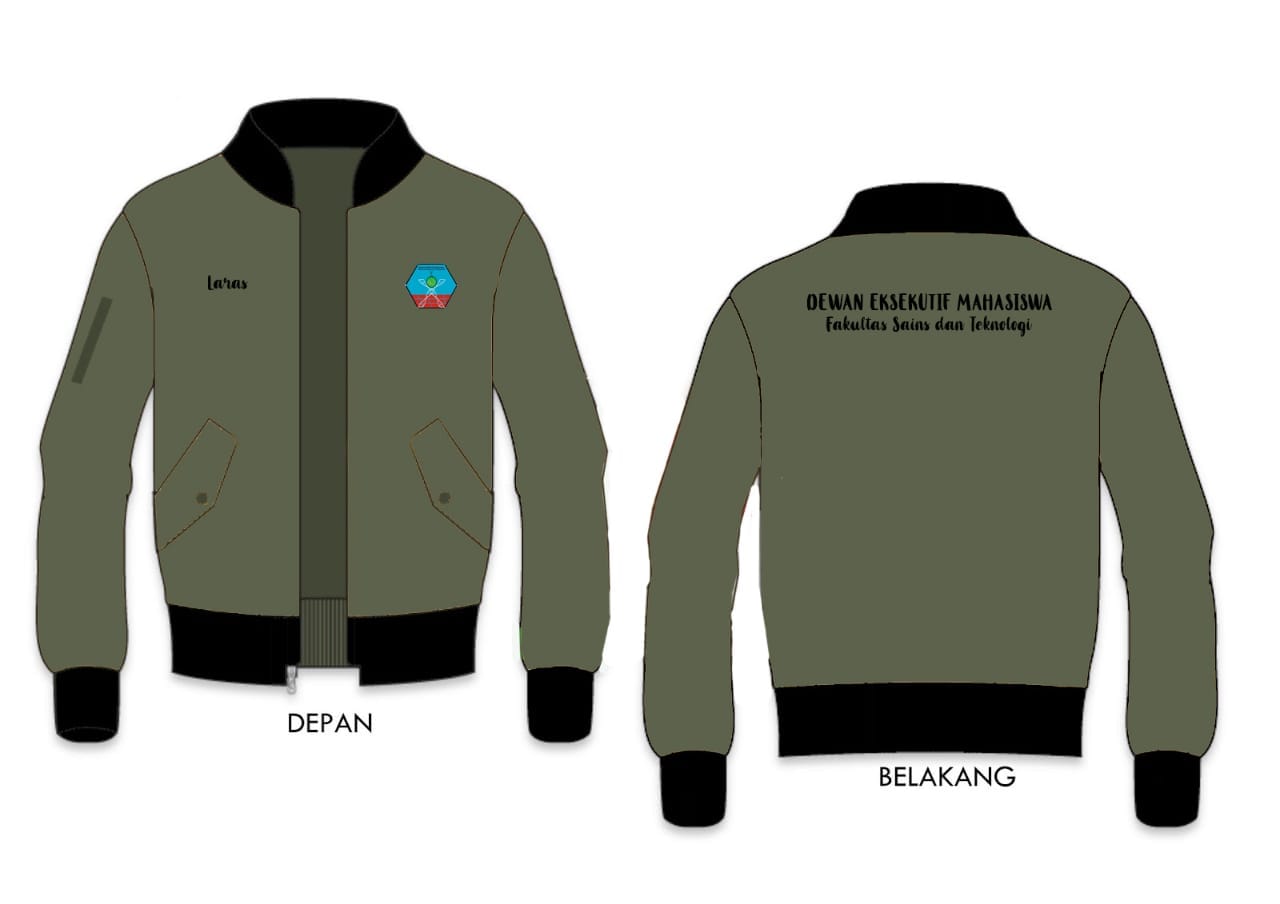 Laras
DEPAN
DEWAN EKSEKUTIF MAHASISWA
Fakultas Sains dan Teknologi
BELAKANG